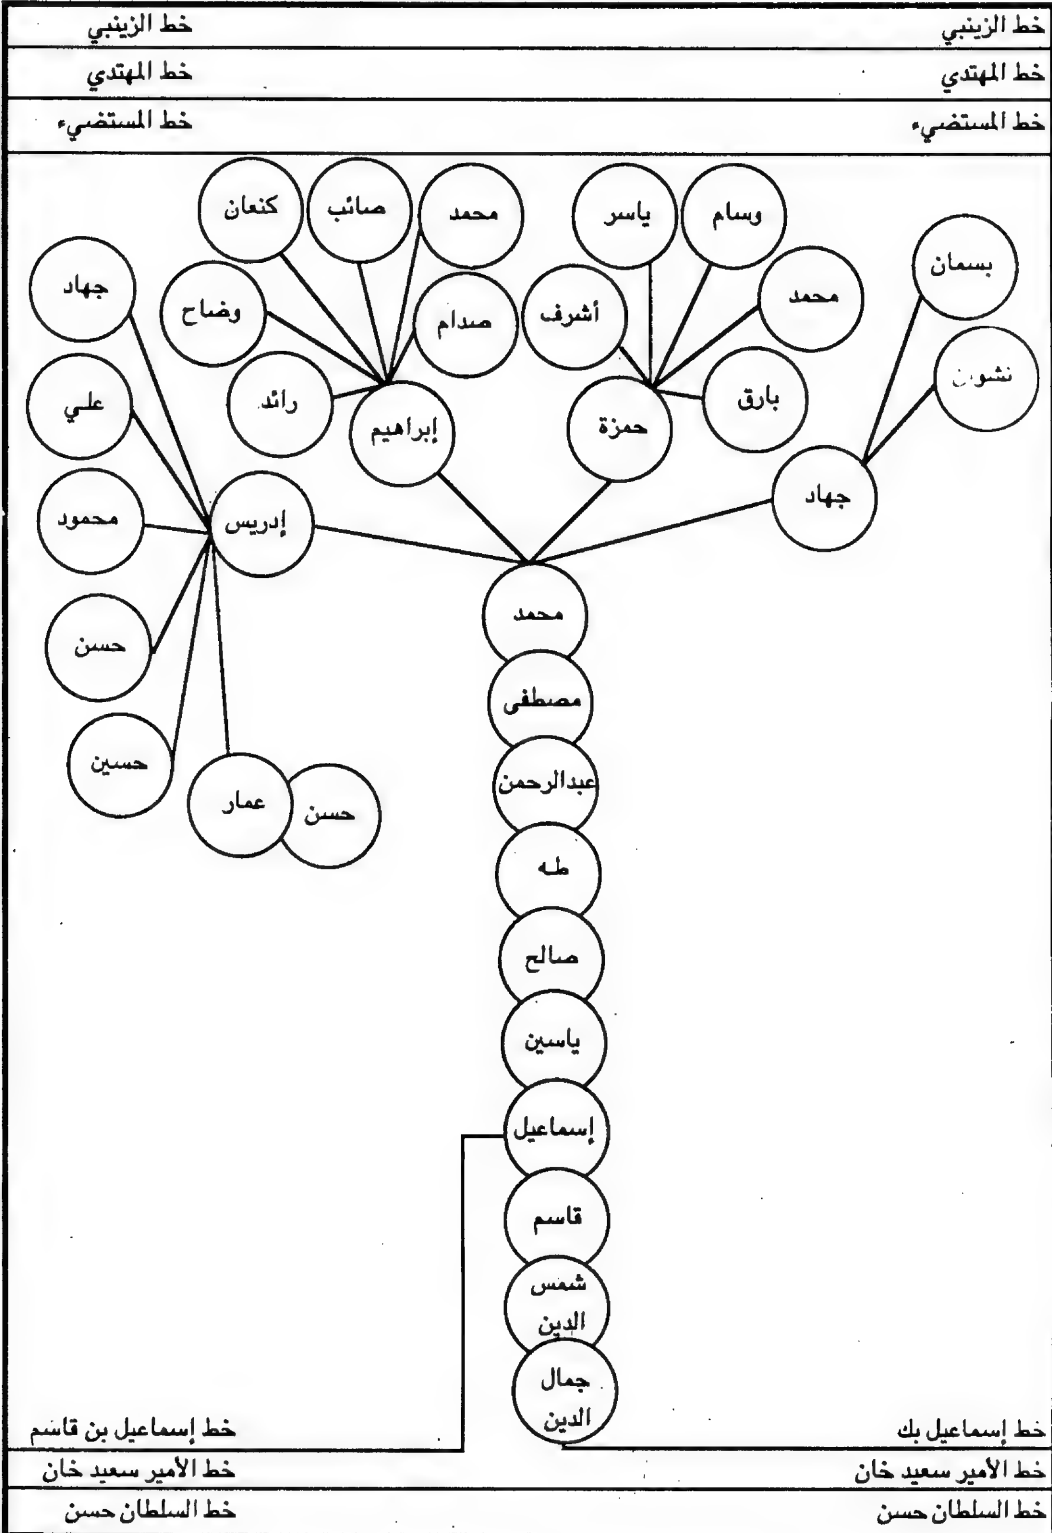 خط الزينبي خط الزينبي
خط المهتدي خط المهتدي
خط المستضيء خط المستضيء
وسام
ياسر
محمد
صائب
كنعان
بسمان
محمد
أشرف
صدام
وضاح
جهاد
نشوان
بارق
حمزة
إبراهيم
رائد
علي
جهاد
إدريس
محمود
محمد
حسن
مصطفى
حسين
عبدالرحمن
عمار
حسن
طه
صالح
ياسين
إسماعيل
قاسم
شمس
الدين
جمال
الدين
خط إسماعيل بك خط إسماعيل بن قاسم
خط الأمير سعيد خان خط الأمير سعيد خان
خط السلطان حسن خط السلطان حسن